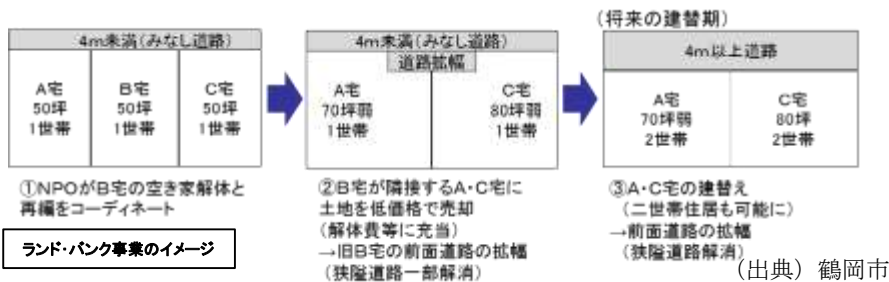 4m未満(みなし道路)
A宅
50坪
1世帯
B宅
50坪
1世帯
C宅
50坪
1世帯
①NPOがB宅の空き家解体と
再編をコーディネート
ランド・バンク事業のイメージ
4m未満(みなし道路)
道路拡幅
A宅
70坪弱
1世帯
C宅
80坪弱
1世帯
②B宅が隣接するA・C宅に
土地を低価格で売却
(解体費等に充当)
→旧B宅の前面道路の拡幅
(狭隘道路一部解消)
(将来の建替期)
4m以上道路
A宅
70坪弱
2世帯
C宅
80坪
2世帯
③A・C宅の建替え
(二世帯住居も可能に)
→前面道路の拡幅
(狭隘道路解消)
(出典)鶴岡市